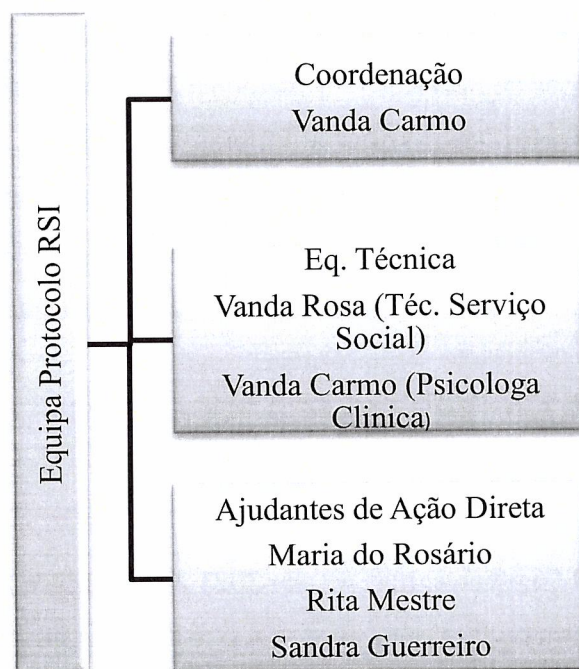 Equipa Protocolo RSI
Coordenação
Vanda Carmo
Eq. Técnica
Vanda Rosa (Téc. Serviço
Social)
Vanda Carmo (Psicologa
Clinica)
Ajudantes de Ação Direta
Maria do Rosário
Rita Mestre
Sandra Guerreiro